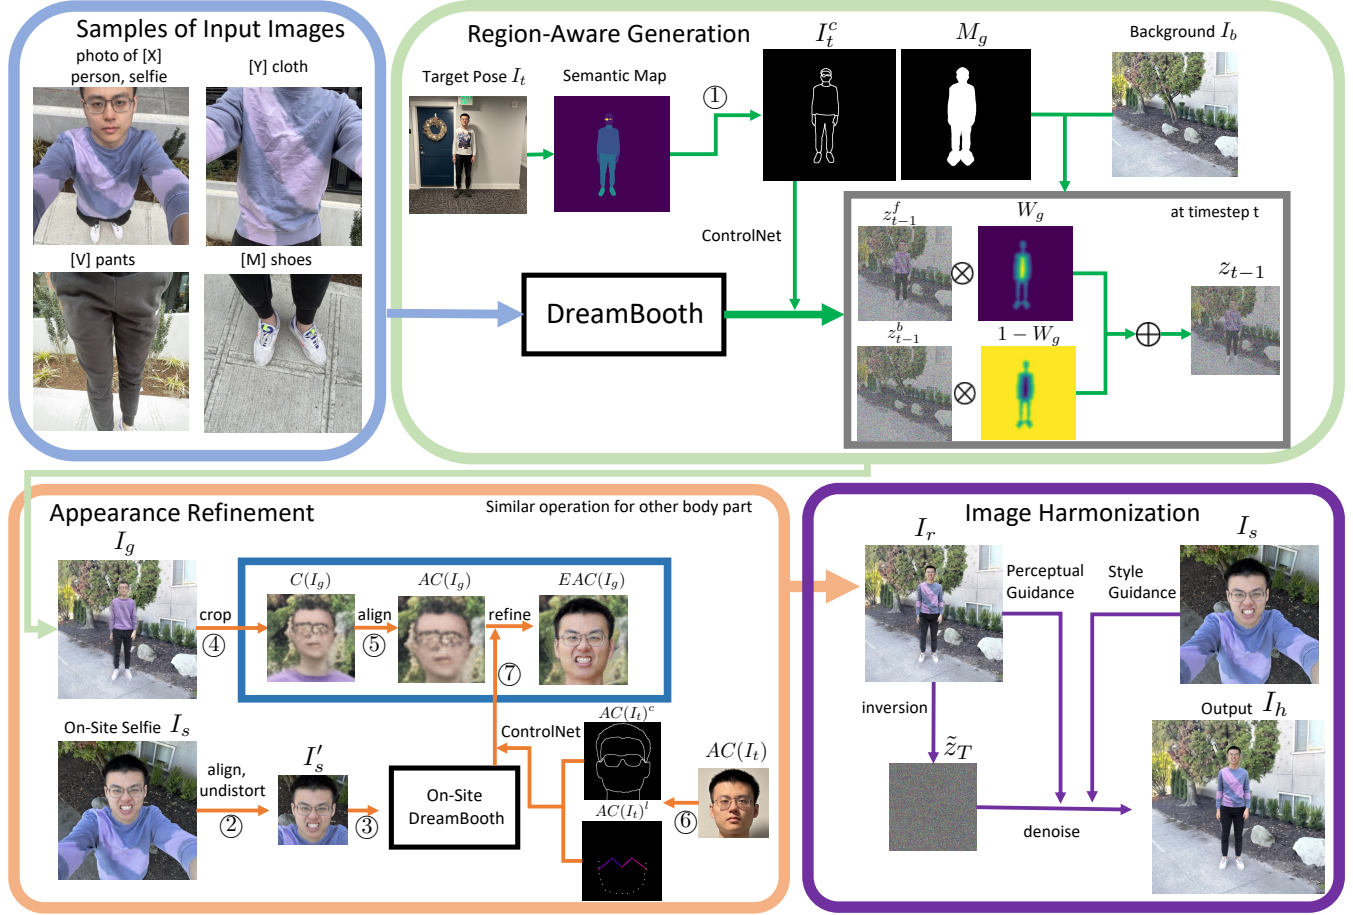 Samples of Input Images
photo of [X]
person, selfie
[Y] cloth
[V] pants
[M] shoes
Region-Aware Generation
Target Pose I_t
Semantic Map
①
I_t^c
M_g
Background I_b
ControlNet
DreamBooth
at timestep t
z_{t-1}^f
W_g
z_{t-1}^b
1 − W_g
z_{t-1}
Appearance Refinement
Similar operation for other body part
I_g
crop
④
C(I_g)
align
⑤
AC(I_g)
refine
⑦
EAC(I_g)
On-Site Selfie I_s
align,
undistort
②
I_s′
③
On-Site
DreamBooth
ControlNet
AC(I_t)^c
AC(I_t)^l
⑥
AC(I_t)
Image Harmonization
I_r
Perceptual
Guidance
Style
Guidance
I_s
inversion
z̃_T
denoise
Output I_h